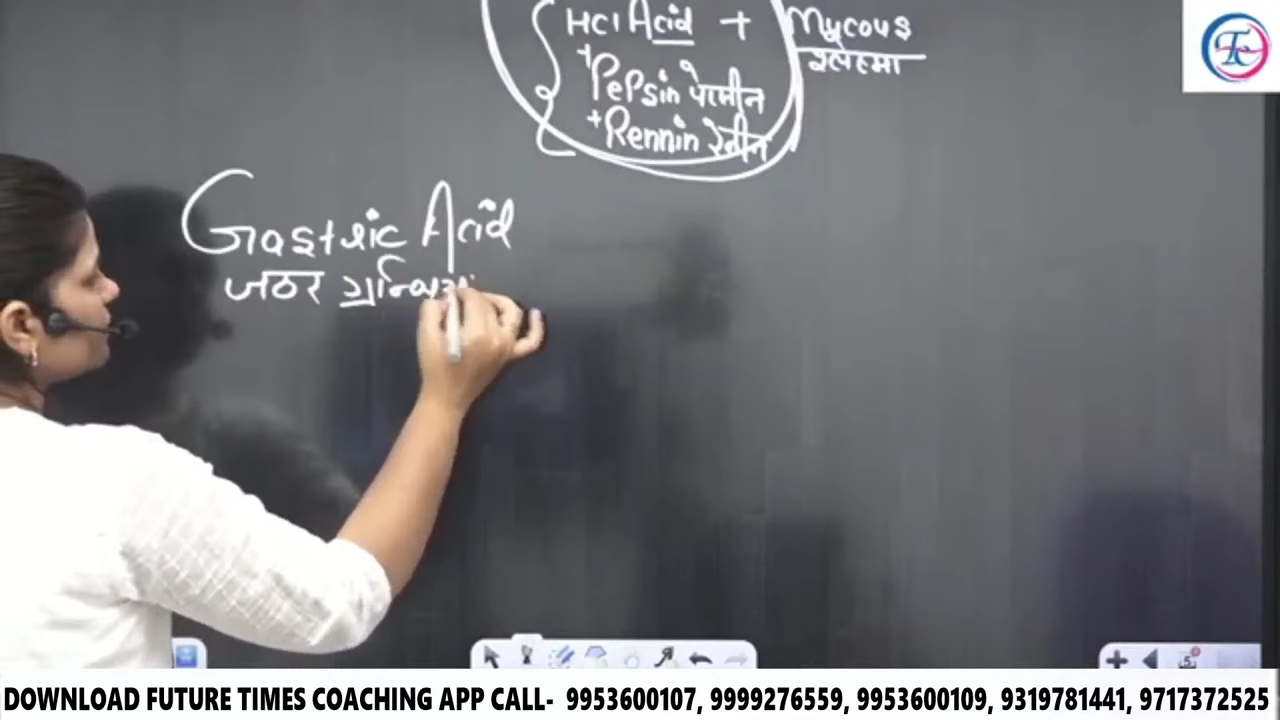 HCl Acid + Mucous
श्लेष्मा
+ Pepsin पेप्सीन
+ Rennin रेनीन
Gastric Acid
जठर ग्रन्थिय
DOWNLOAD FUTURE TIMES COACHING APP CALL- 9953600107, 9999276559, 9953600109, 9319781441, 9717372525